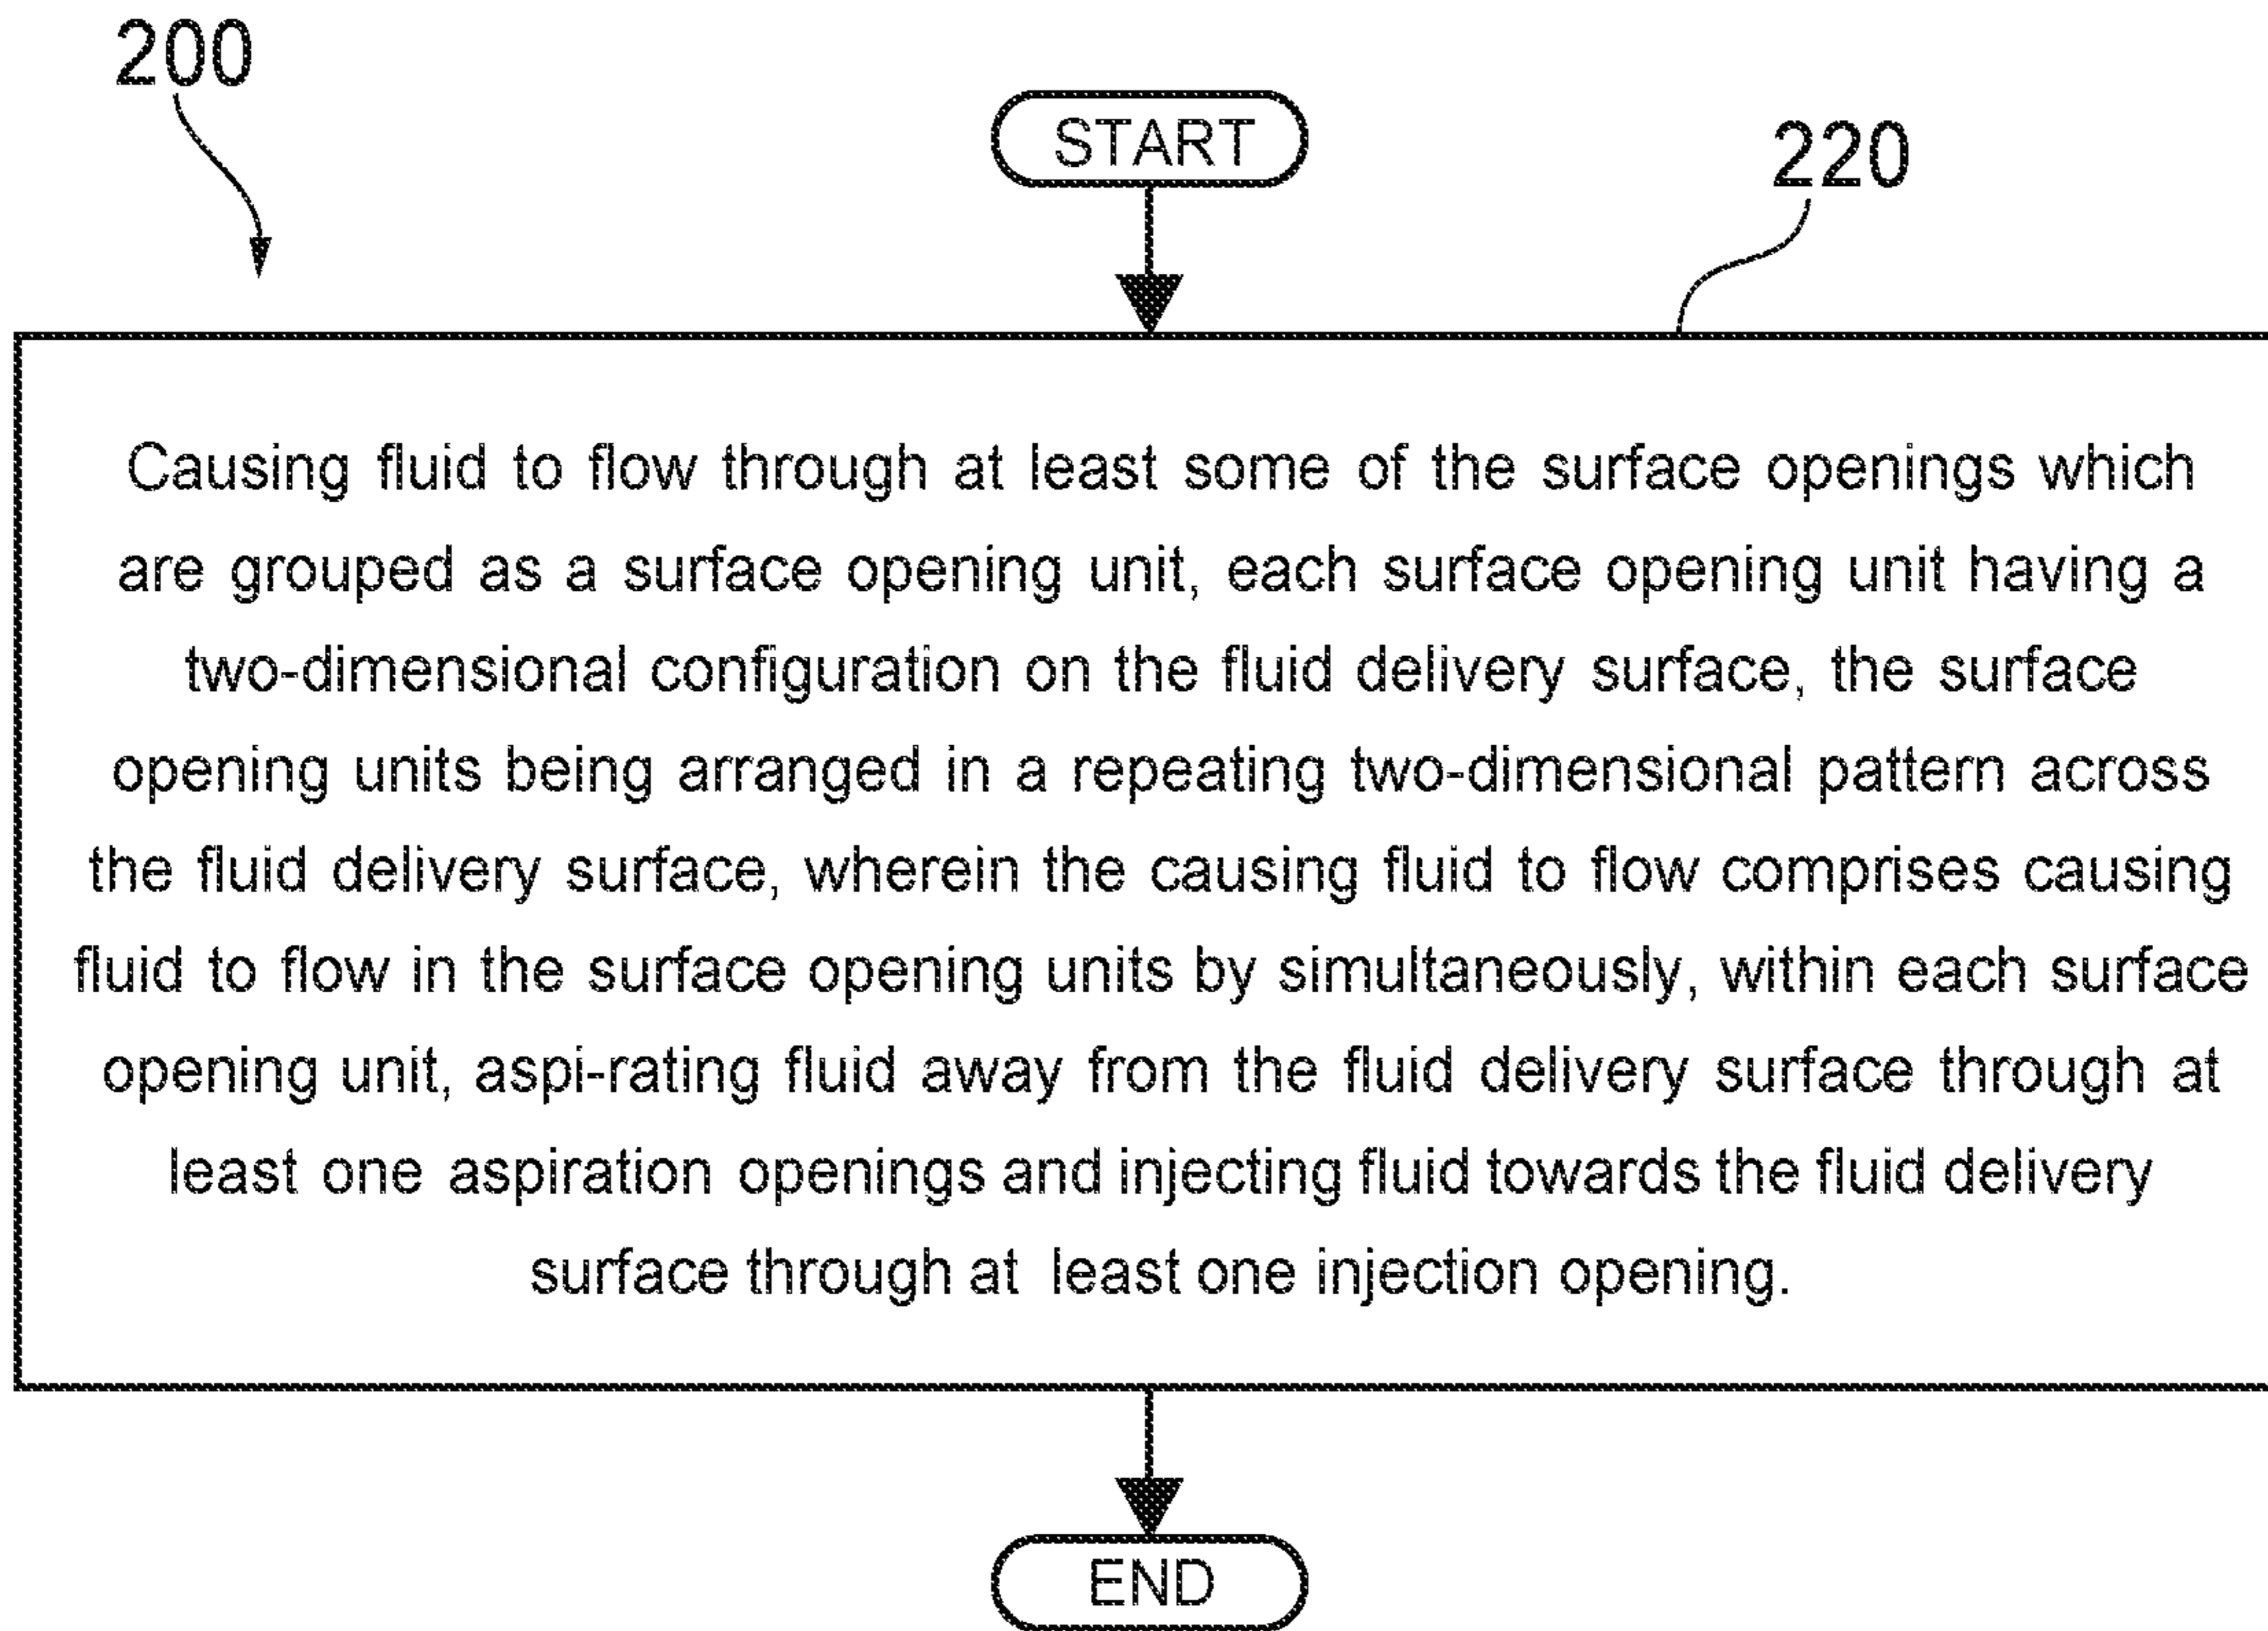 200
START
220
Causing fluid to flow through at least some of the surface openings which
are grouped as a surface opening unit, each surface opening unit having a
two-dimensional configuration on the fluid delivery surface, the surface
opening units being arranged in a repeating two-dimensional pattern across
the fluid delivery surface, wherein the causing fluid to flow comprises causing
fluid to flow in the surface opening units by simultaneously, within each surface
opening unit, aspi-rating fluid away from the fluid delivery surface through at
least one aspiration openings and injecting fluid towards the fluid delivery
surface through at least one injection opening.
END